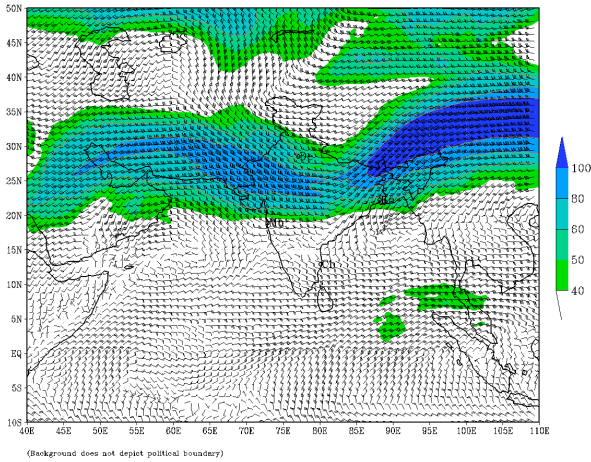 50N
45N
40N
35N
30N
25N
20N
15N
10N
5N
EQ
5S
10S
40E 45E 50E 55E 60E 65E 70E 75E 80E 85E 90E 95E 100E 105E 110E
100
80
60
50
40
Ch
(Background does not depict political boundary)